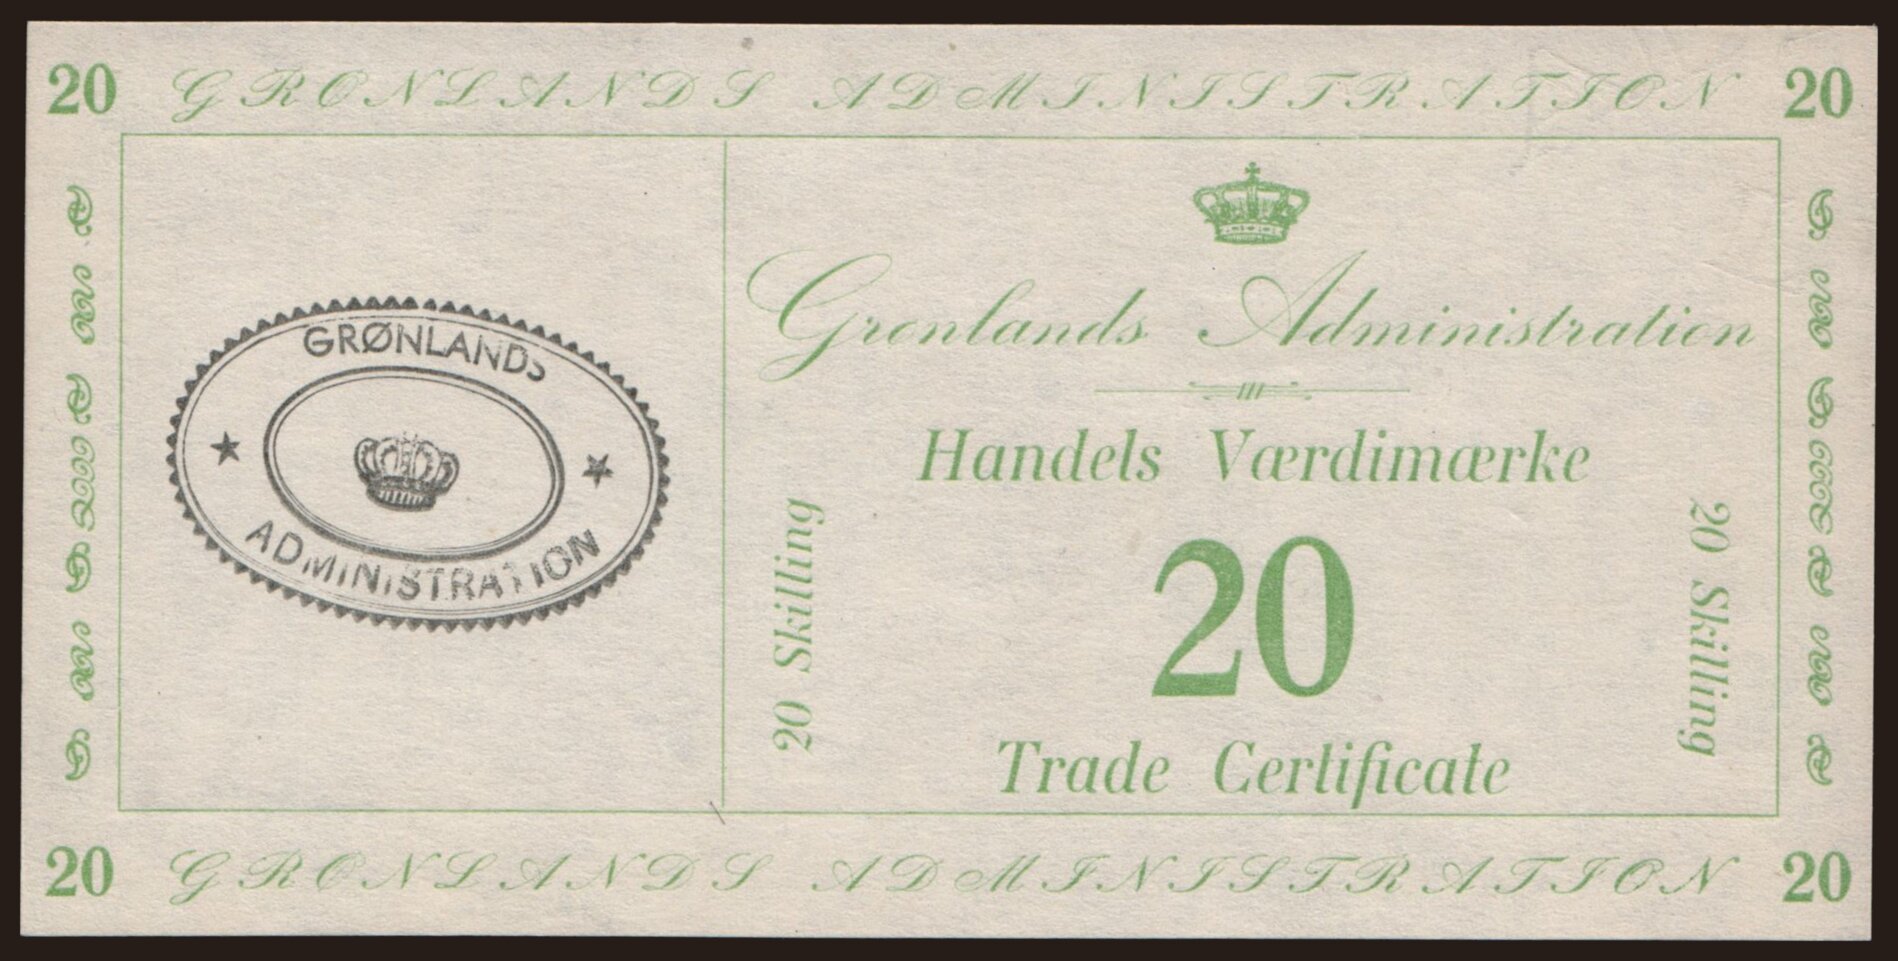 20 GRØNLANDS ADMINISTRATION 20
GRØNLANDS
ADMINISTRATION
Grønlands Administration
Handels Værdimærke
20 Skilling
20
20 Skilling
Trade Certificate
20 GRØNLANDS ADMINISTRATION 20